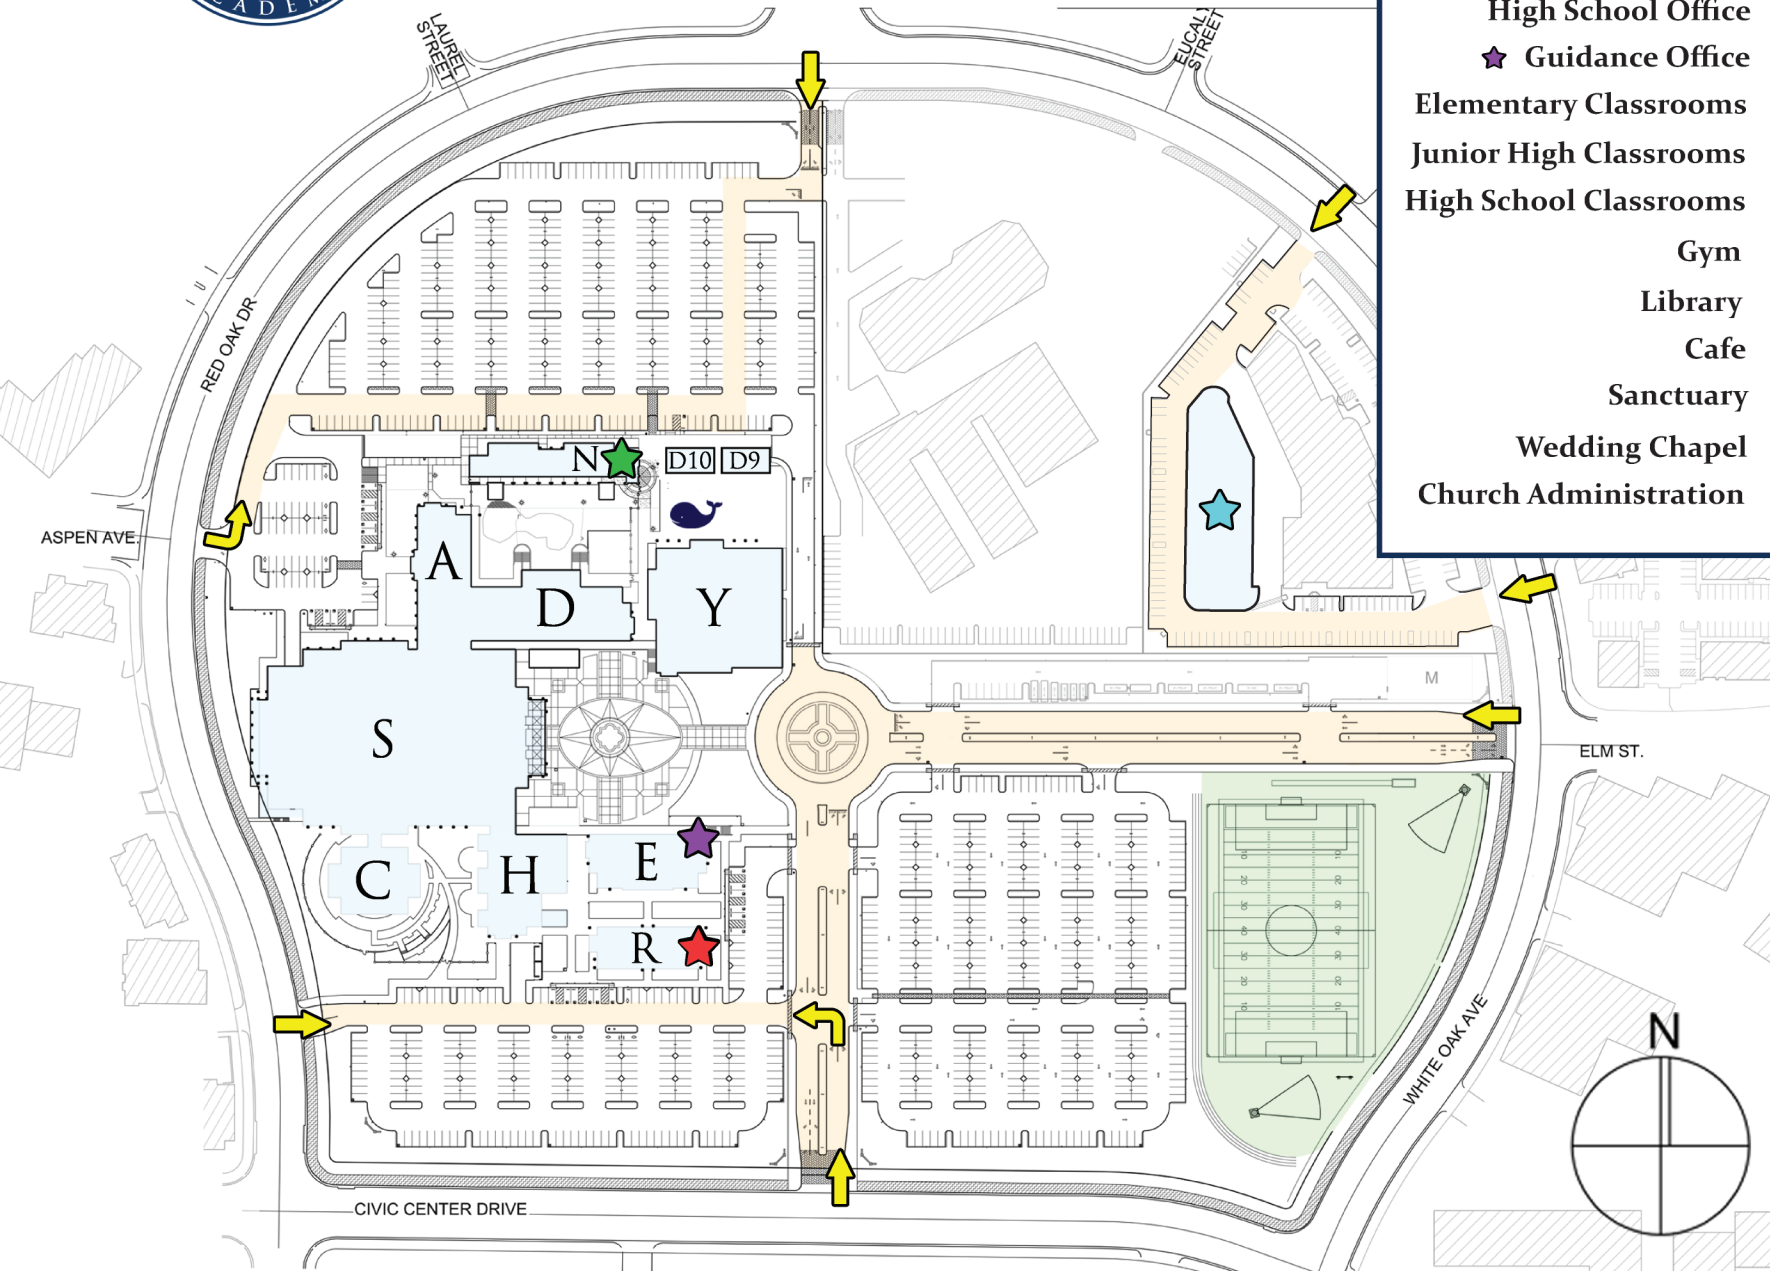 LAUREL
STREET
STREET
High School Office
Guidance Office
Elementary Classrooms
Junior High Classrooms
High School Classrooms
Gym
Library
Cafe
Sanctuary
Wedding Chapel
Church Administration
RED OAK DR
ASPEN AVE.
N
D10
D9
A
D
Y
S
M
ELM ST.
C
H
E
R
WHITE OAK AVE
N
CIVIC CENTER DRIVE